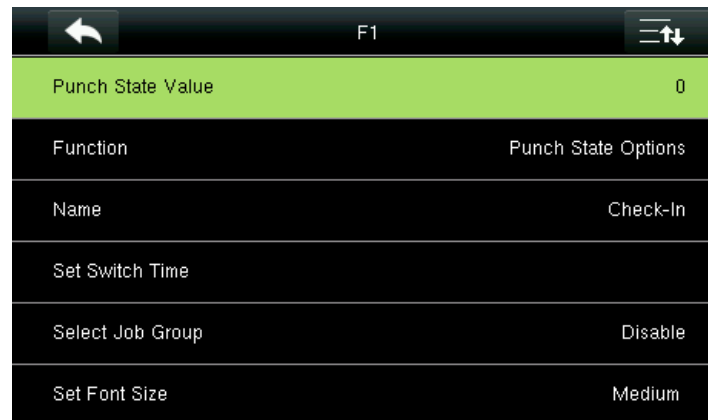 F1
Punch State Value 0
Function Punch State Options
Name Check-In
Set Switch Time
Select Job Group Disable
Set Font Size Medium